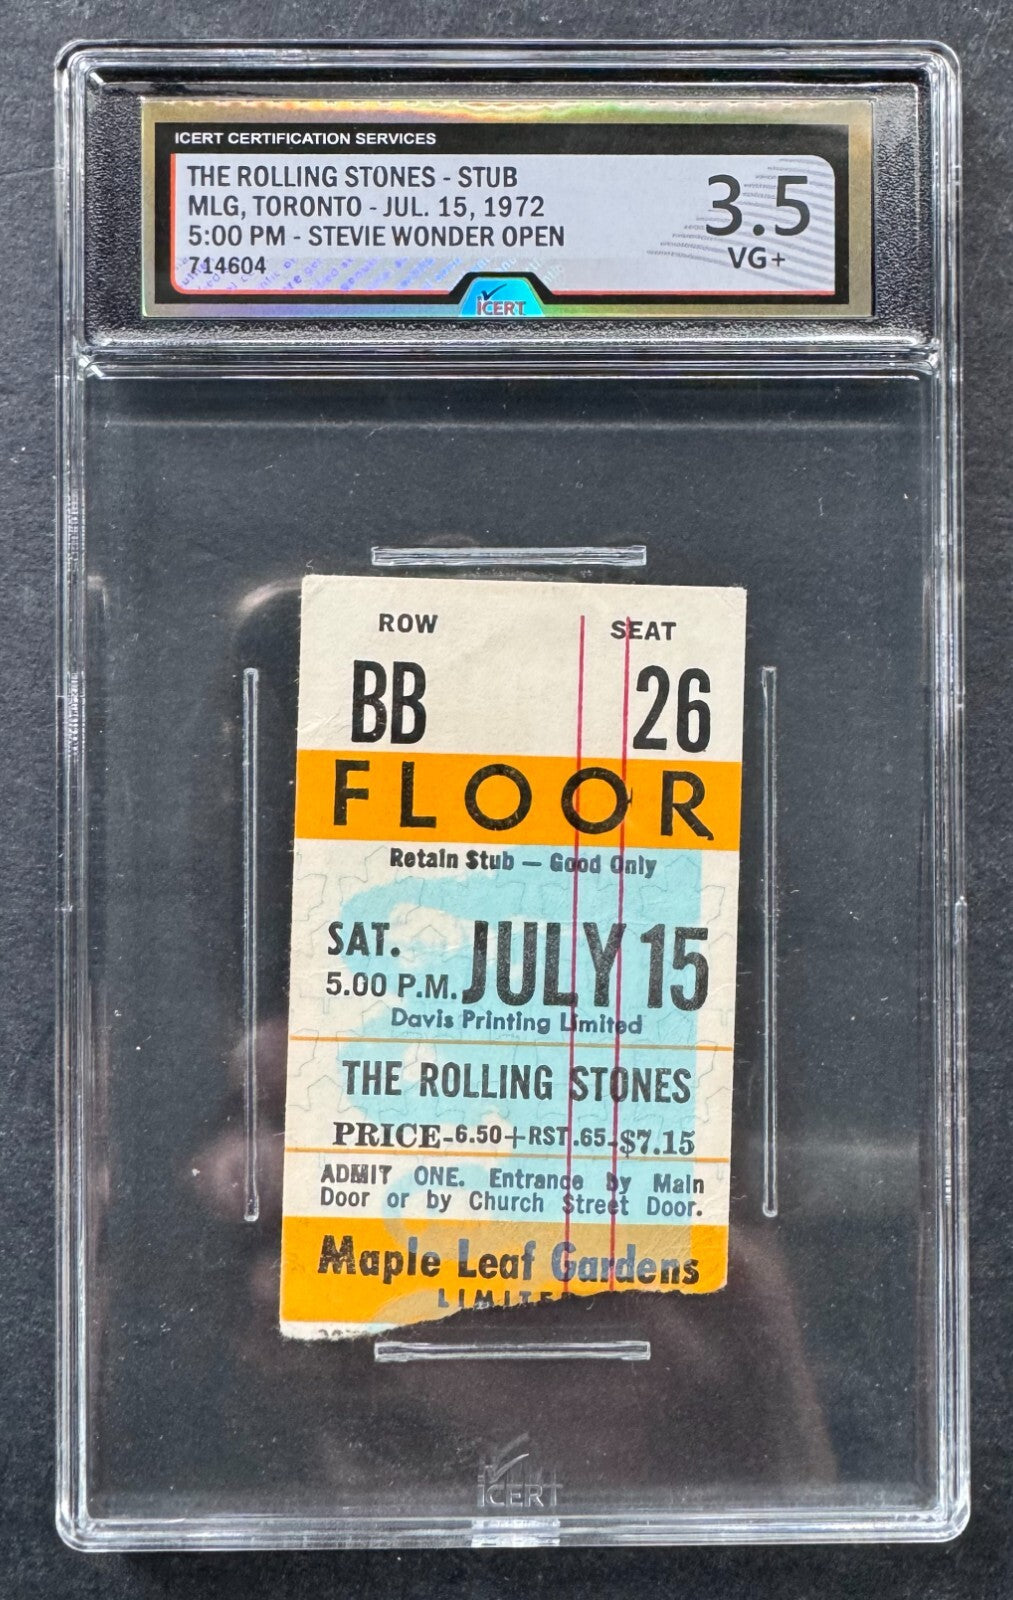 ICERT CERTIFICATION SERVICES
THE ROLLING STONES - STUB
MLG, TORONTO - JUL. 15, 1972
5:00 PM - STEVIE WONDER OPEN
714604
3.5
VG+
iCERT
ROW
SEAT
BB
26
FLOOR
Retain Stub — Good Only
SAT.
5.00 P.M.
JULY 15
Davis Printing Limited
THE ROLLING STONES
PRICE-6.50+RST.65-$7.15
ADMIT ONE. Entrance by Main
Door or by Church Street Door.
Maple Leaf Gardens
iCERT